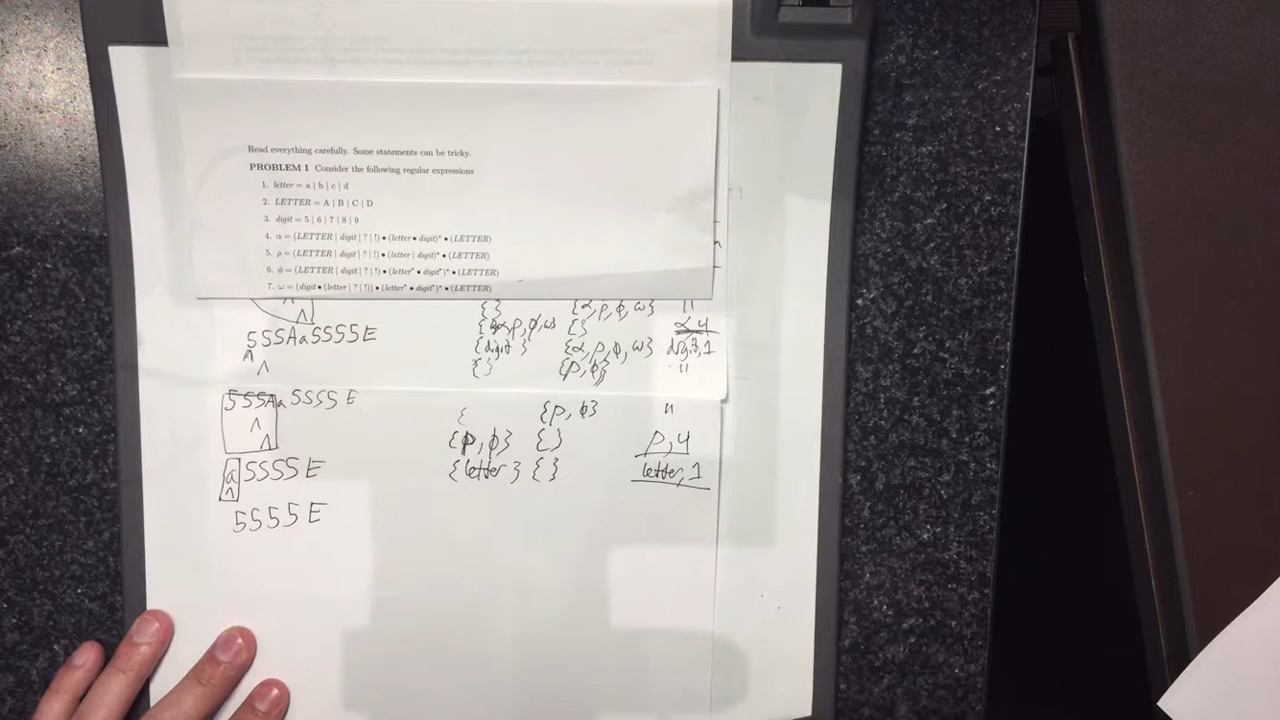 Read everything carefully. Some statements can be tricky.
PROBLEM I Consider the following regular expressions
1. letter = a | b | c | d
2. LETTER = A | B | C | D
3. digit = 5 | 6 | 7 | 8 | 9
4. α = (LETTER | digit | ? | !) • (letter • digit)* • (LETTER)
5. ρ = (LETTER | digit | ? | !) • (letter | digit)* • (LETTER)
6. ϕ = (LETTER | digit | ? | !) • (letter* • digit*)* • (LETTER)
7. ω = (digit • (letter | ? | !)) • (letter* • digit*)* • (LETTER)
{} {α, ρ, ϕ, ω} "
{α, ρ, ϕ, ω} {} α, 4
555Aa5555E {digit } {α, ρ, ϕ, ω} digit, 1
{} {ρ, ϕ} "
555Aa5555E { {ρ, ϕ} "
{ρ, ϕ} {} ρ, 4
a5555E {letter} {} letter, 1
5555E